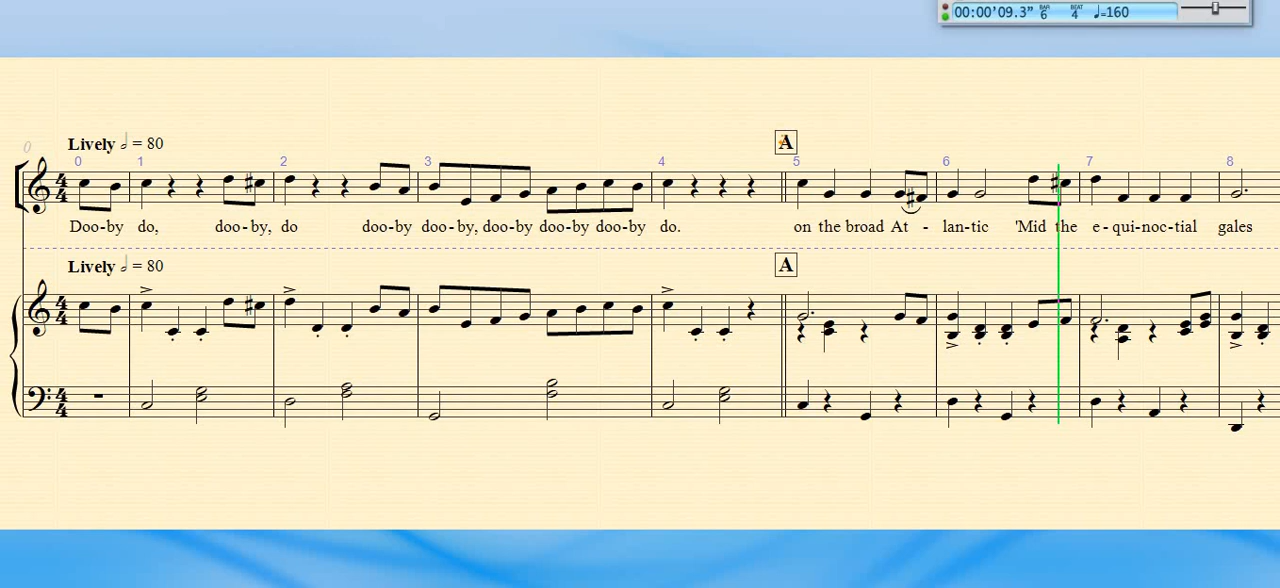 00:00'09.3" BAR 6 BEAT 4 ♩=160
0
Lively 𝅗𝅥 = 80
A
0 1 2 3 4 5 6 7 8
Doo-by do, doo-by, do doo-by doo-by, doo-by doo-by doo-by do. on the broad At - lan-tic 'Mid the e-qui-noc-tial gales
Lively 𝅗𝅥 = 80
A